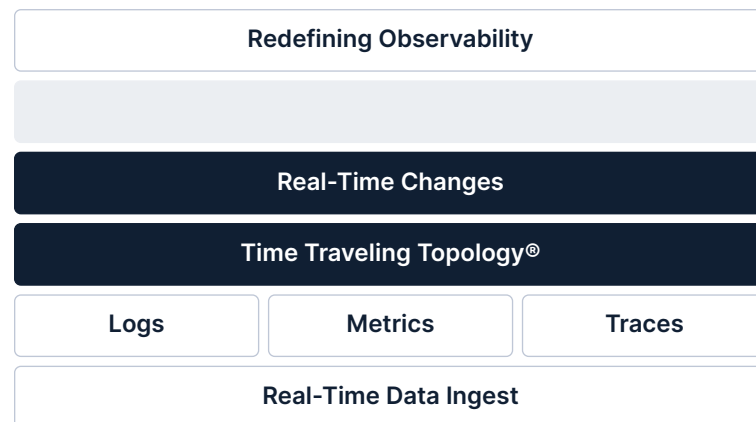 Redefining Observability
Real-Time Changes
Time Traveling Topology®
Logs Metrics Traces
Real-Time Data Ingest